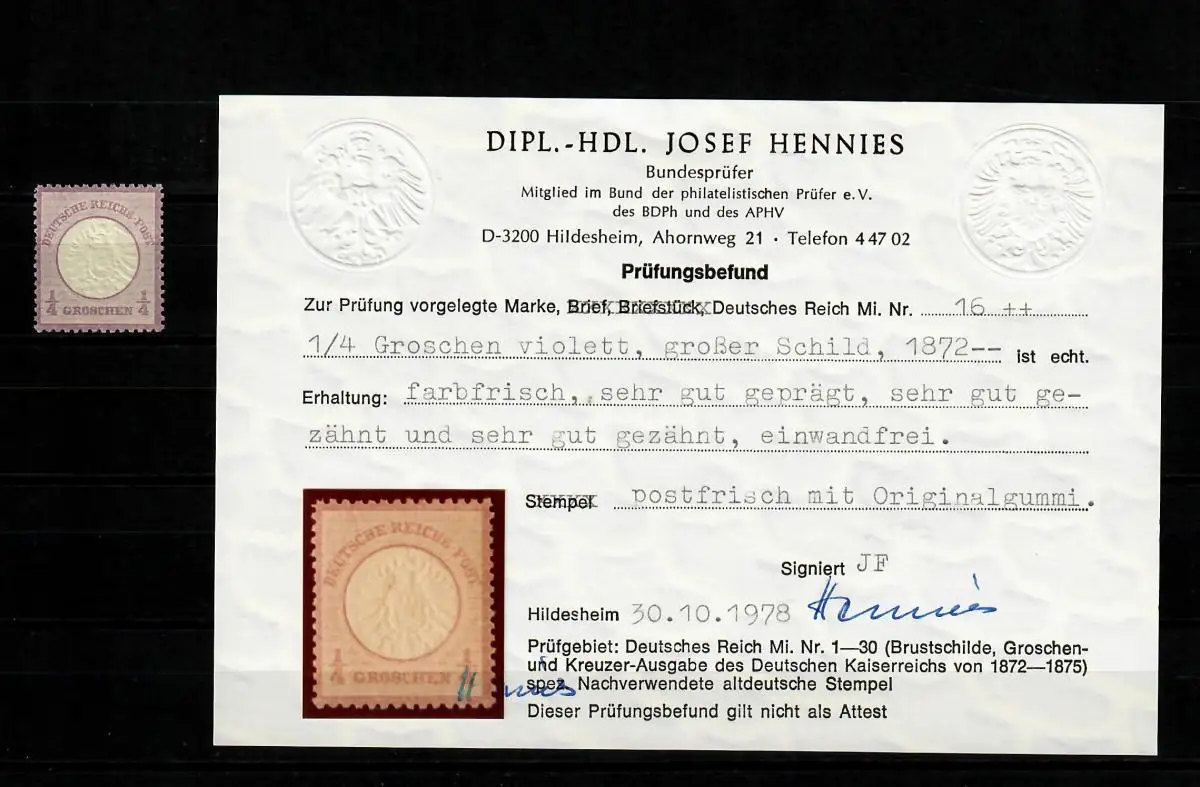 DEUTSCHE REICHS-POST
1/4 GROSCHEN 1/4
DIPL.-HDL. JOSEF HENNIES
Bundesprüfer
Mitglied im Bund der philatelistischen Prüfer e.V.
des BDPh und des APHV
D-3200 Hildesheim, Ahornweg 21 · Telefon 4 47 02
Prüfungsbefund
Zur Prüfung vorgelegte Marke, Brief, Briefstück, Deutsches Reich Mi. Nr. 16 ++
1/4 Groschen violett, großer Schild, 1872-- ist echt.
Erhaltung: farbfrisch, sehr gut geprägt, sehr gut ge-
zähnt und sehr gut gezähnt, einwandfrei.
Stempel postfrisch mit Originalgummi.
Signiert JF
Hildesheim 30.10.1978 Hennies
Prüfgebiet: Deutsches Reich Mi. Nr. 1—30 (Brustschilde, Groschen-
und Kreuzer-Ausgabe des Deutschen Kaiserreichs von 1872—1875)
spez. Nachverwendete altdeutsche Stempel
Dieser Prüfungsbefund gilt nicht als Attest
DEUTSCHE REICHS-POST
1/4 GROSCHEN
Hennies